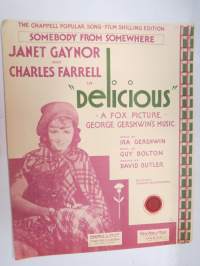 THE CHAPPELL POPULAR SONG - FILM SHILLING EDITION
SOMEBODY FROM SOMEWHERE
JANET GAYNOR
AND
CHARLES FARRELL
IN
"Delicious"
A FOX PICTURE
GEORGE GERSHWIN'S MUSIC
IRA GERSHWIN
GUY BOLTON
DAVID BUTLER